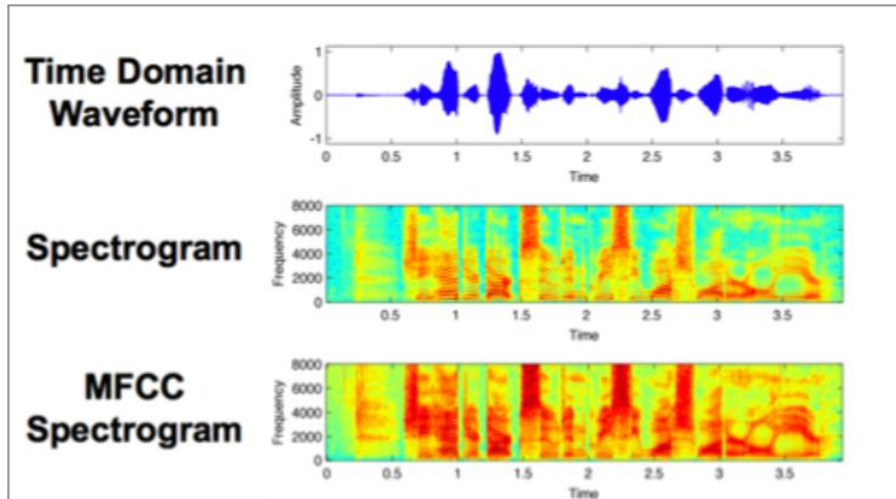 Time Domain
Waveform
Amplitude
1
0
-1
0 0.5 1 1.5 2 2.5 3 3.5
Time
Spectrogram
Frequency
8000
6000
4000
2000
0
0.5 1 1.5 2 2.5 3 3.5
Time
MFCC
Spectrogram
Frequency
8000
6000
4000
2000
0
0.5 1 1.5 2 2.5 3 3.5
Time